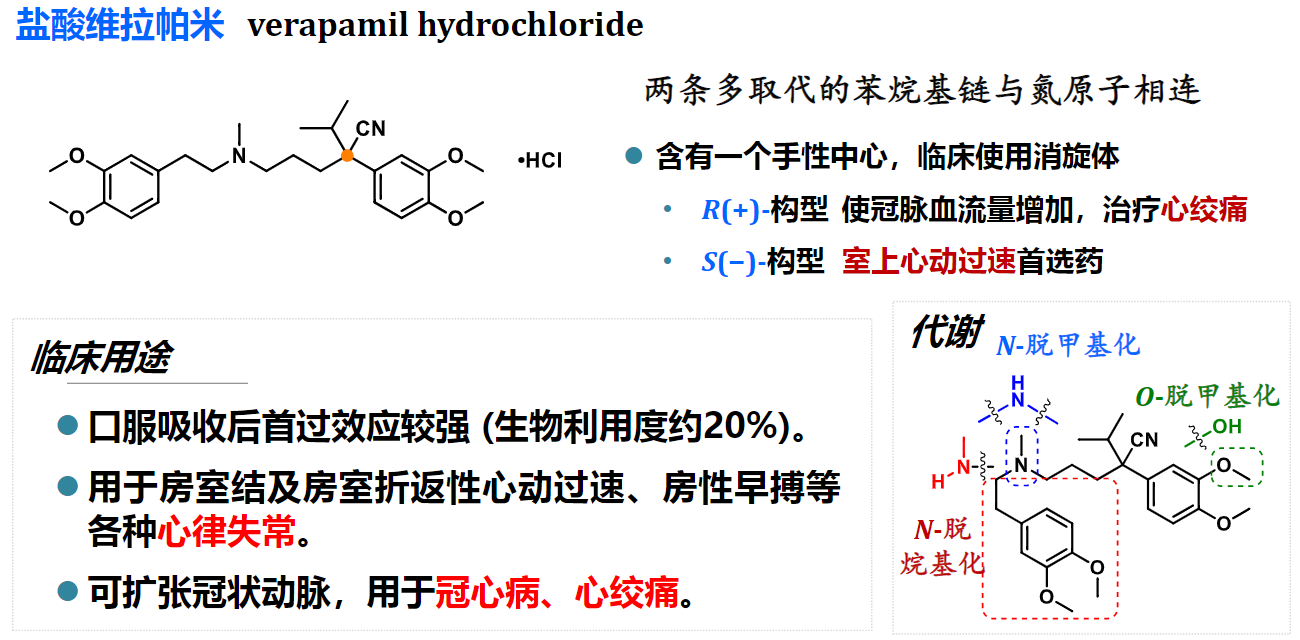 盐酸维拉帕米 verapamil hydrochloride
两条多取代的苯烷基链与氮原子相连
O
O
N
CN
O
O
•HCl
● 含有一个手性中心，临床使用消旋体
• R(+)-构型 使冠脉血流量增加，治疗心绞痛
• S(−)-构型 室上心动过速首选药
临床用途
● 口服吸收后首过效应较强 (生物利用度约20%)。
● 用于房室结及房室折返性心动过速、房性早搏等
各种心律失常。
● 可扩张冠状动脉，用于冠心病、心绞痛。
代谢
N-脱甲基化
H
N
O-脱甲基化
OH
H
N
N
CN
O
O
N-脱
烷基化
O
O